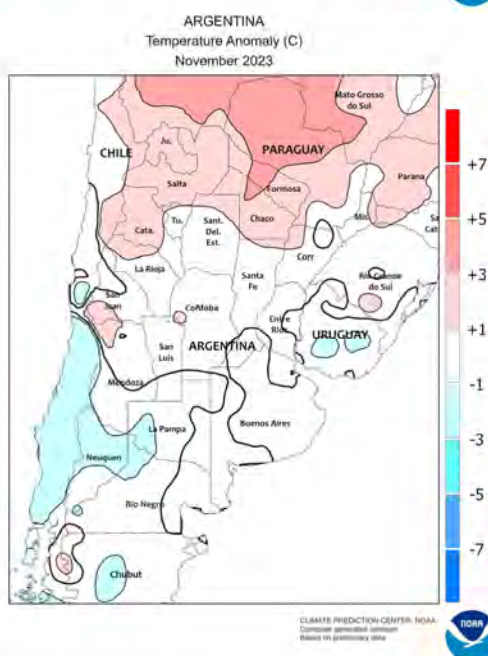 ARGENTINA
Temperature Anomaly (C)
November 2023
Mato Grosso
do Sul
CHILE
Ju.
PARAGUAY
Salta
Formosa
Parana
Cata.
Tu.
Sant.
Del.
Est.
Chaco
Mis.
Sa
Cat
Corr
La Rioja
Santa
Fe
Rio Grande
do Sul
San
Juan
Cordoba
Entre
Rios
URUGUAY
San
Luis
ARGENTINA
Mendoza
La Pampa
Buenos Aires
Neuquen
Rio Negro
Chubut
+7
+5
+3
+1
-1
-3
-5
-7
CLIMATE PREDICTION CENTER, NOAA
Computer generated contours
Based on preliminary data
NOAA